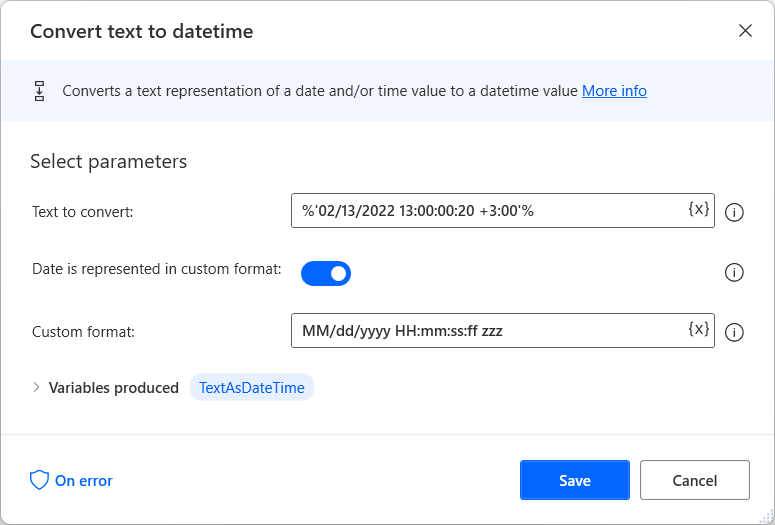 Convert text to datetime
Converts a text representation of a date and/or time value to a datetime value More info
Select parameters
Text to convert: %'02/13/2022 13:00:00:20 +3:00'% {x}
Date is represented in custom format:
Custom format: MM/dd/yyyy HH:mm:ss:ff zzz {x}
Variables produced TextAsDateTime
On error Save Cancel